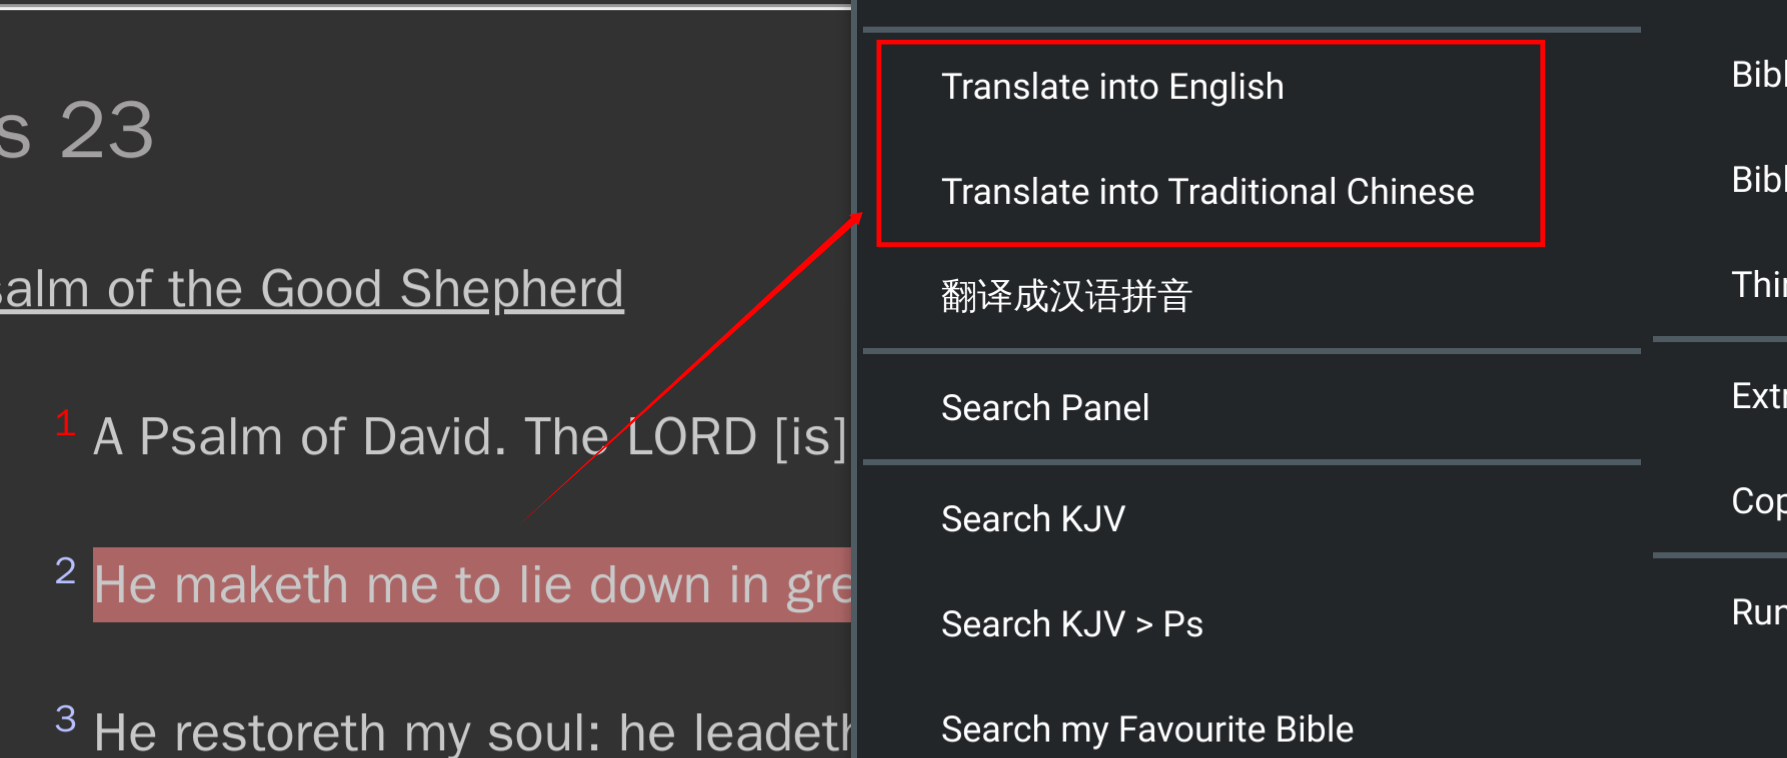 s 23
salm of the Good Shepherd
1 A Psalm of David. The LORD [is]
2 He maketh me to lie down in gre
3 He restoreth my soul: he leadeth
Translate into English
Translate into Traditional Chinese
翻译成汉语拼音
Search Panel
Search KJV
Search KJV > Ps
Search my Favourite Bible
Bibl
Bibl
Thin
Extr
Cop
Run